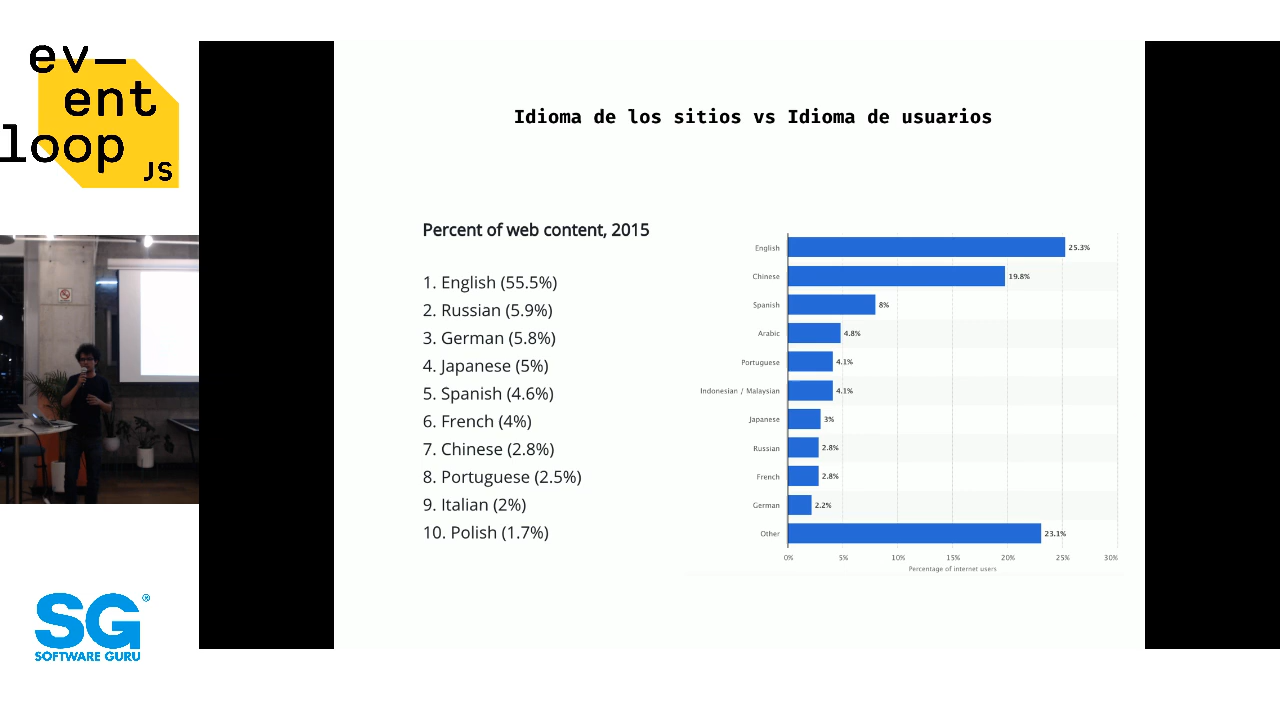 ev—
ent
loop
JS
Idioma de los sitios vs Idioma de usuarios
Percent of web content, 2015
1. English (55.5%)
2. Russian (5.9%)
3. German (5.8%)
4. Japanese (5%)
5. Spanish (4.6%)
6. French (4%)
7. Chinese (2.8%)
8. Portuguese (2.5%)
9. Italian (2%)
10. Polish (1.7%)
English 25.3%
Chinese 19.8%
Spanish 8%
Arabic 4.8%
Portuguese 4.1%
Indonesian / Malaysian 4.1%
Japanese 3%
Russian 2.8%
French 2.8%
German 2.2%
Other 23.1%
0% 5% 10% 15% 20% 25% 30%
Percentage of internet users
SG®
SOFTWARE GURU